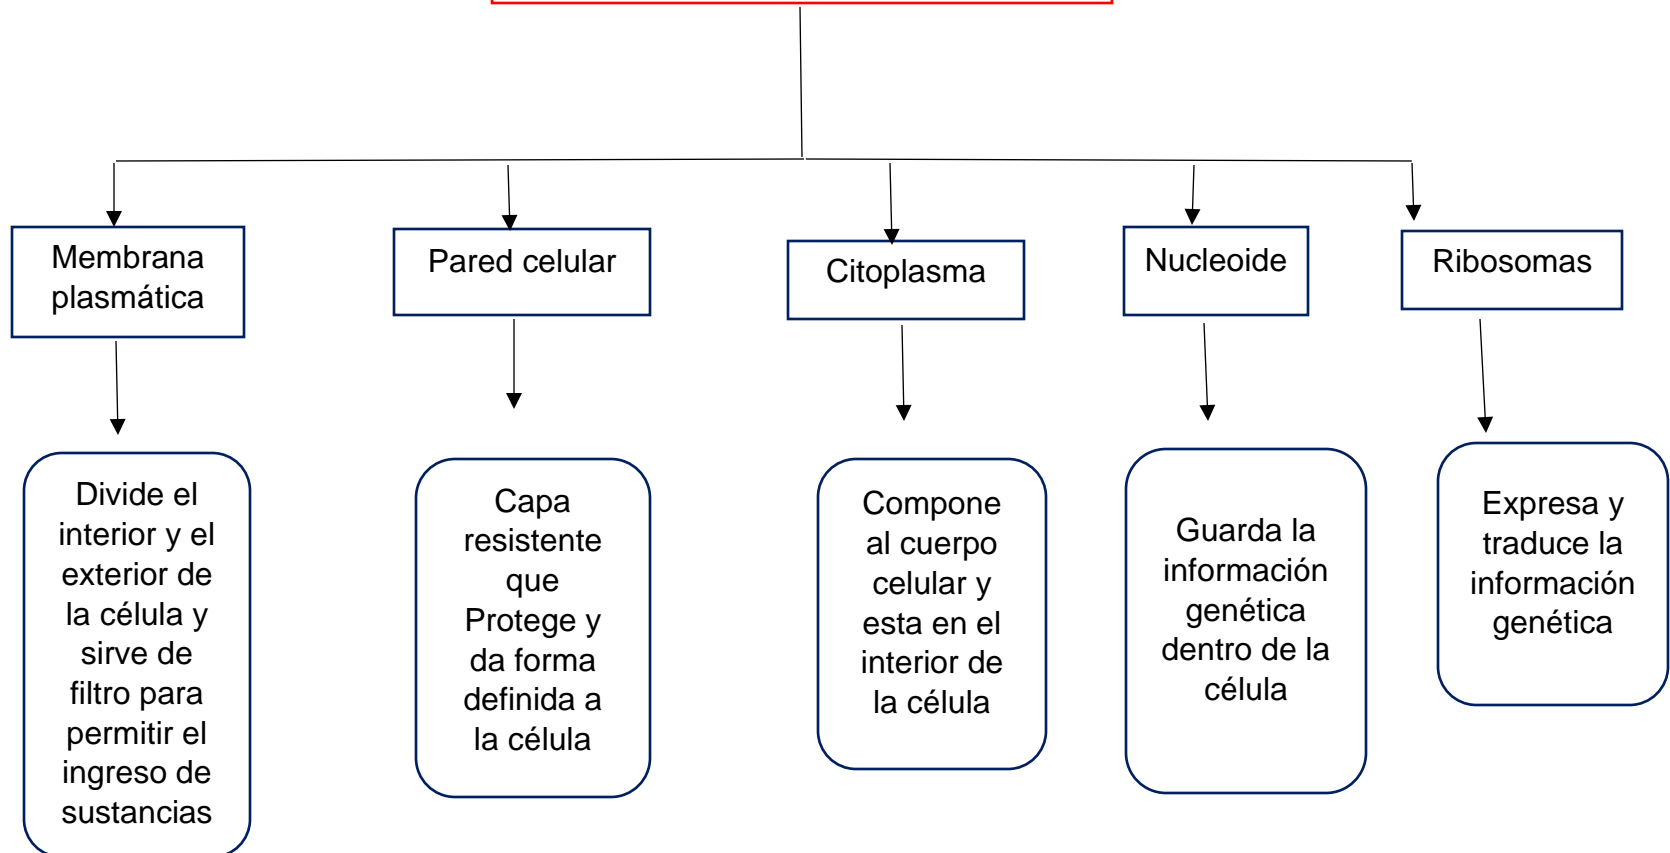 Membrana
plasmática
Pared celular
Citoplasma
Nucleoide
Ribosomas
Divide el
interior y el
exterior de
la célula y
sirve de
filtro para
permitir el
ingreso de
sustancias
Capa
resistente
que
Protege y
da forma
definida a
la célula
Compone
al cuerpo
celular y
esta en el
interior de
la célula
Guarda la
información
genética
dentro de la
célula
Expresa y
traduce la
información
genética